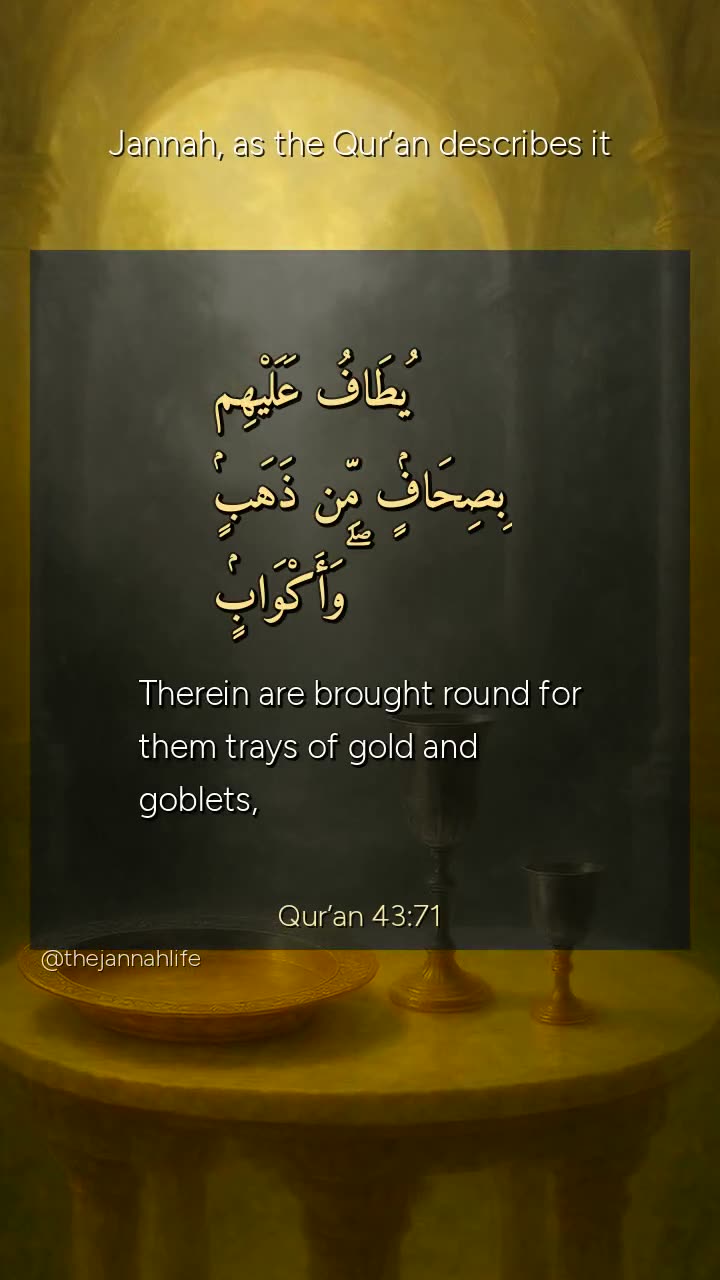 Jannah, as the Qur’an describes it
يُطَافُ عَلَيْهِم
بِصِحَافٍۢ مِّن ذَهَبٍۢ
وَأَكْوَابٍۢ ۖ
Therein are brought round for
them trays of gold and
goblets,
Qur’an 43:71
@thejannahlife